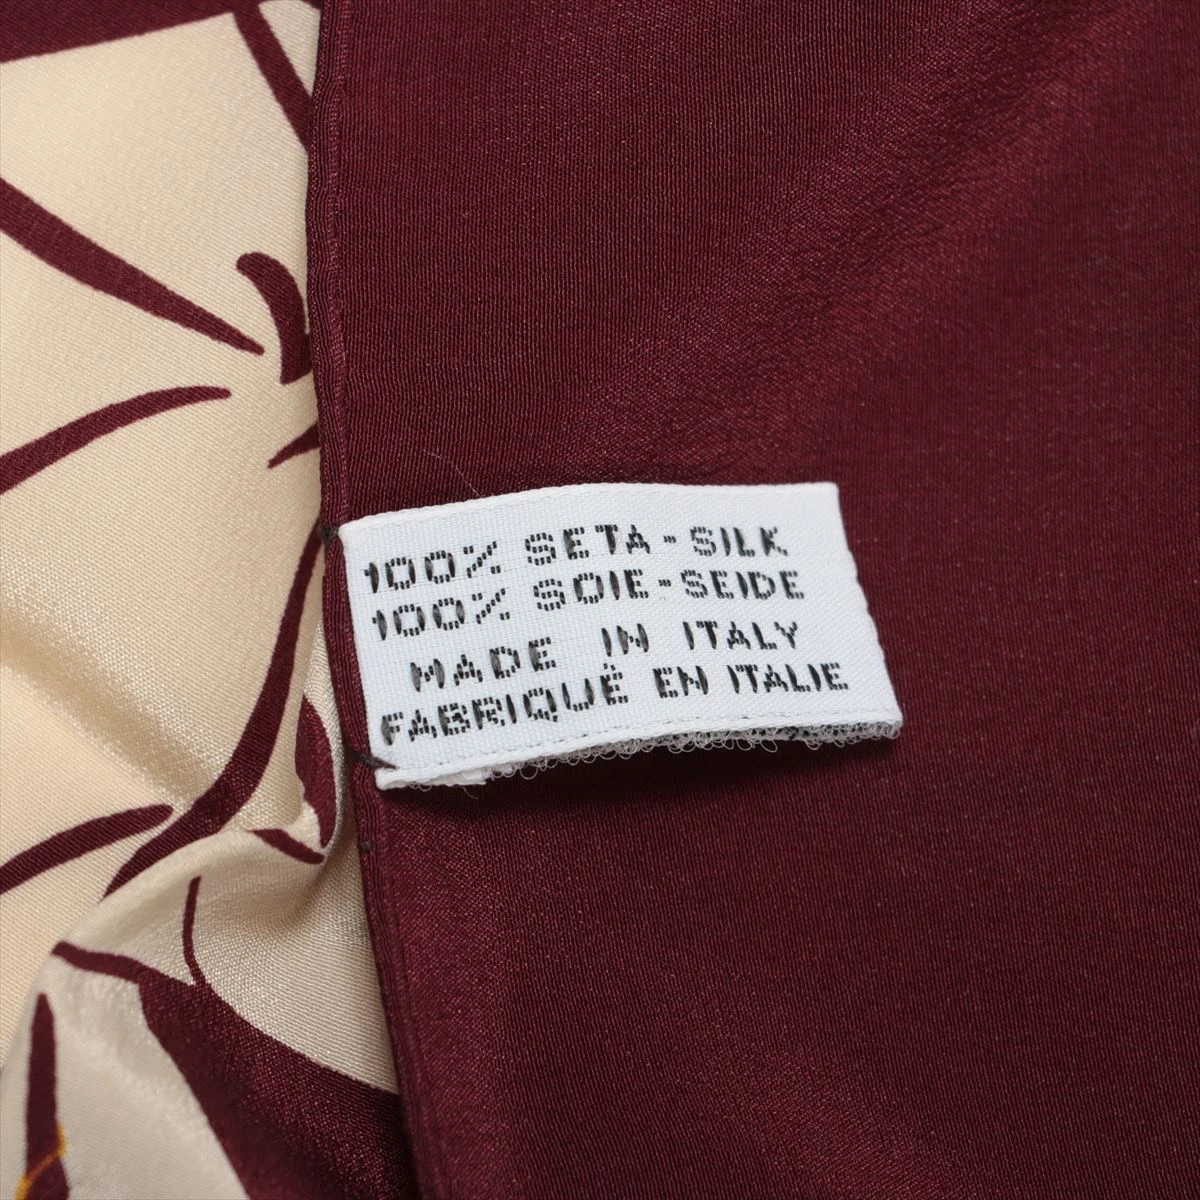 100% SETA-SILK
100% SOIE-SEIDE
MADE IN ITALY
FABRIQUÉ EN ITALIE